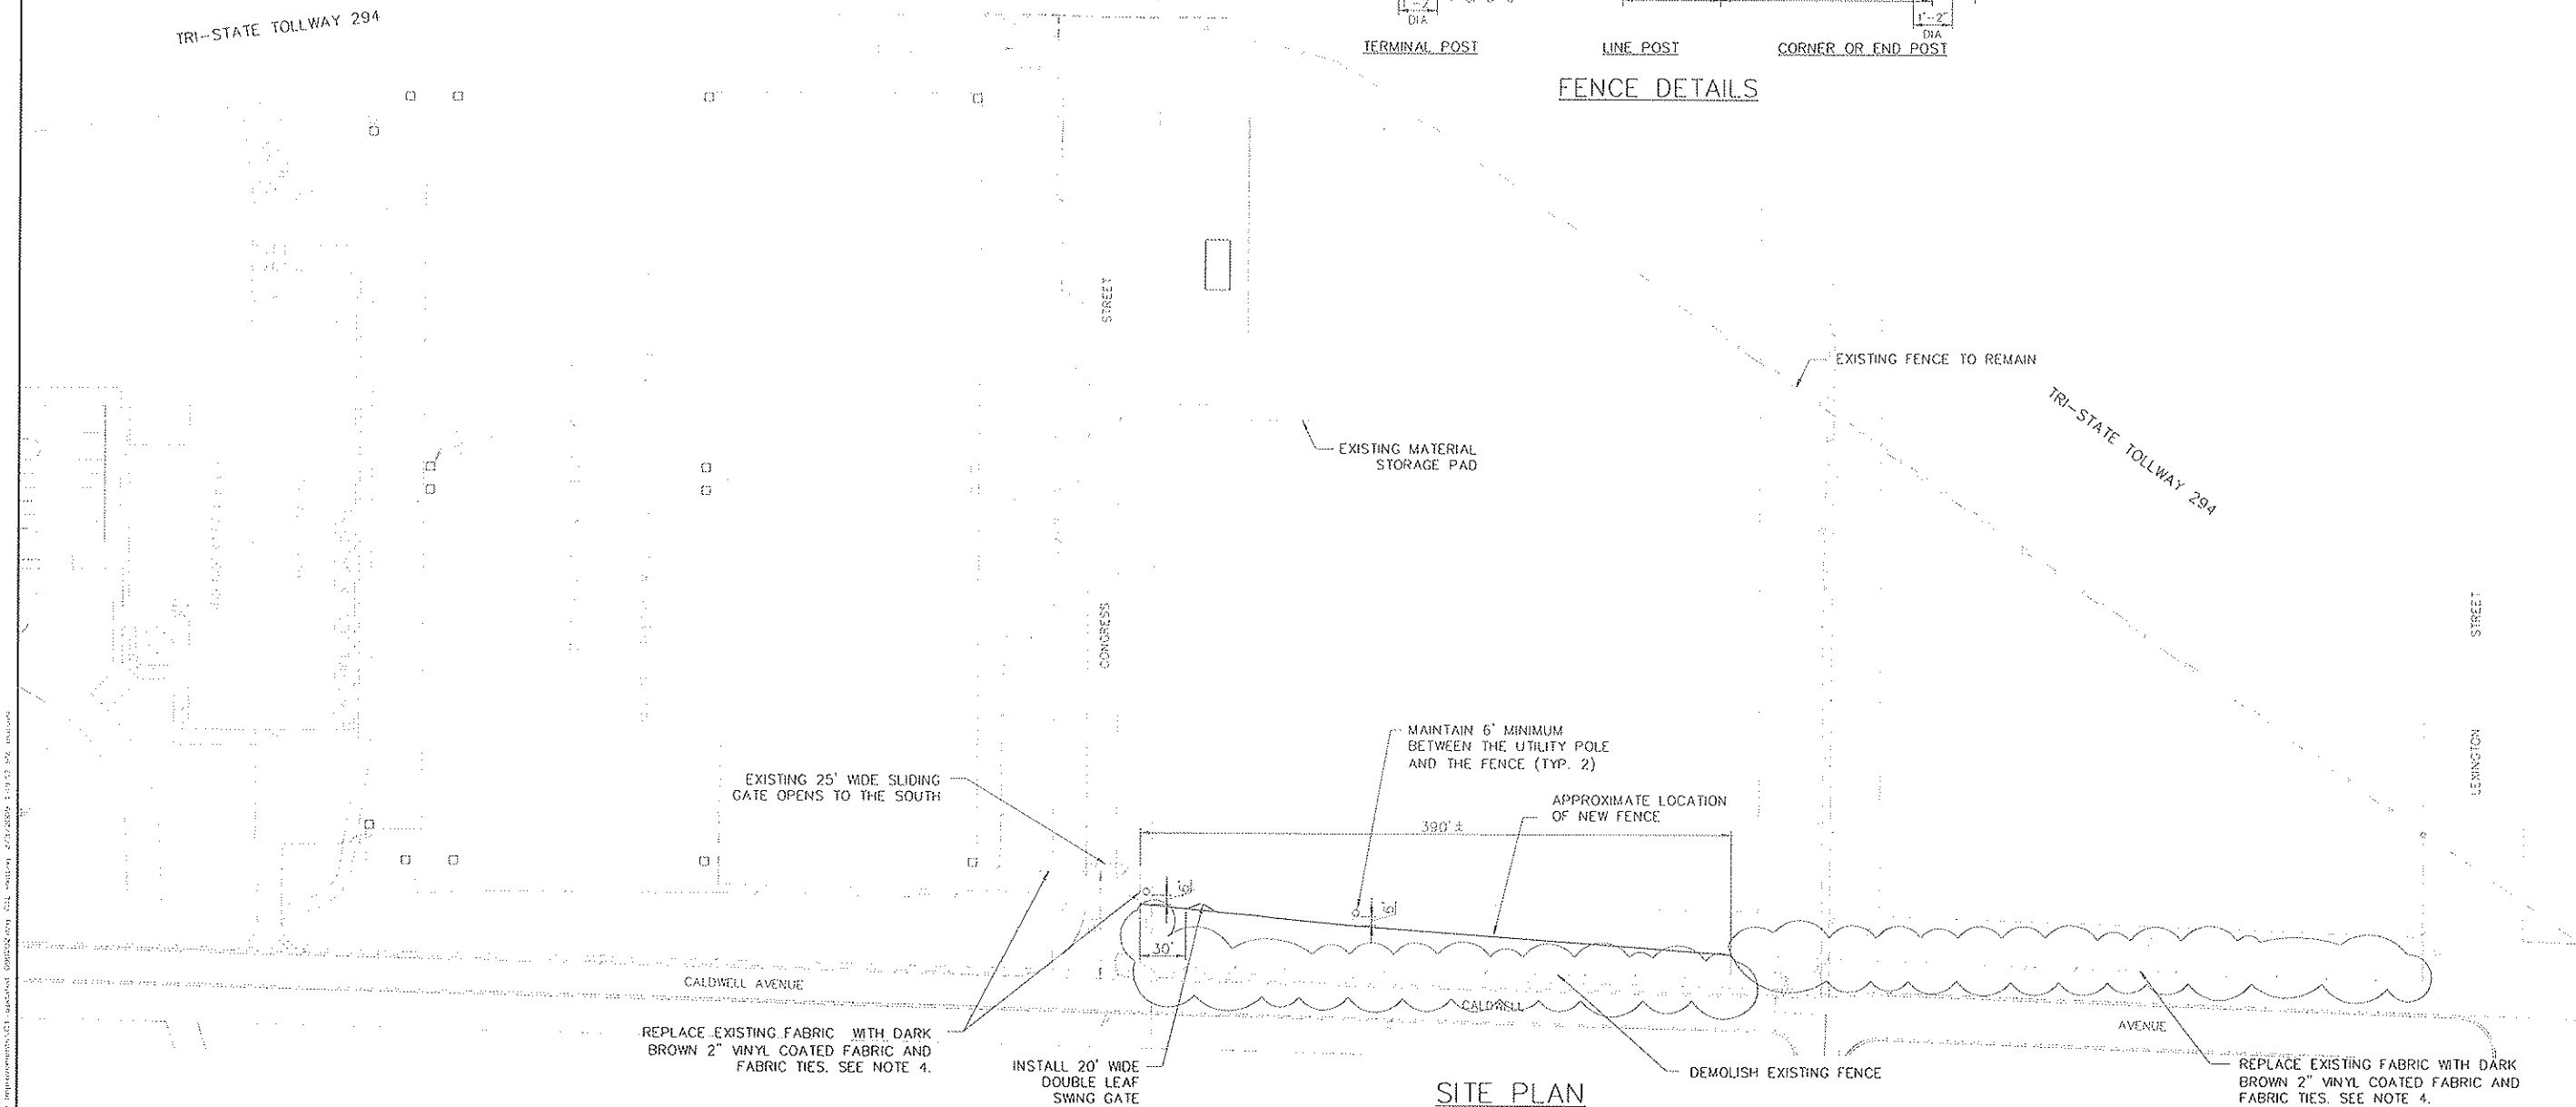 TRI-STATE TOLLWAY 294
1'-2"
DIA
1'-2"
DIA
TERMINAL POST
LINE POST
CORNER OR END POST
FENCE DETAILS
STREET
EXISTING FENCE TO REMAIN
TRI-STATE TOLLWAY 294
EXISTING MATERIAL
STORAGE PAD
CONGRESS
STREET
LEXINGTON
MAINTAIN 6' MINIMUM
BETWEEN THE UTILITY POLE
AND THE FENCE (TYP. 2)
EXISTING 25' WIDE SLIDING
GATE OPENS TO THE SOUTH
APPROXIMATE LOCATION
OF NEW FENCE
390'±
6'
6'
30'
CALDWELL AVENUE
CALDWELL
AVENUE
REPLACE EXISTING FABRIC WITH DARK
BROWN 2" VINYL COATED FABRIC AND
FABRIC TIES. SEE NOTE 4.
INSTALL 20' WIDE
DOUBLE LEAF
SWING GATE
DEMOLISH EXISTING FENCE
REPLACE EXISTING FABRIC WITH DARK
BROWN 2" VINYL COATED FABRIC AND
FABRIC TIES. SEE NOTE 4.
SITE PLAN